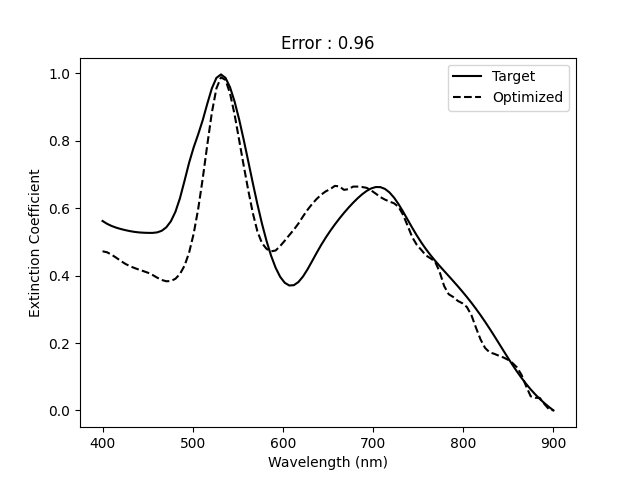 Error : 0.96
Target
Optimized
Extinction Coefficient
1.0
0.8
0.6
0.4
0.2
0.0
400 500 600 700 800 900
Wavelength (nm)